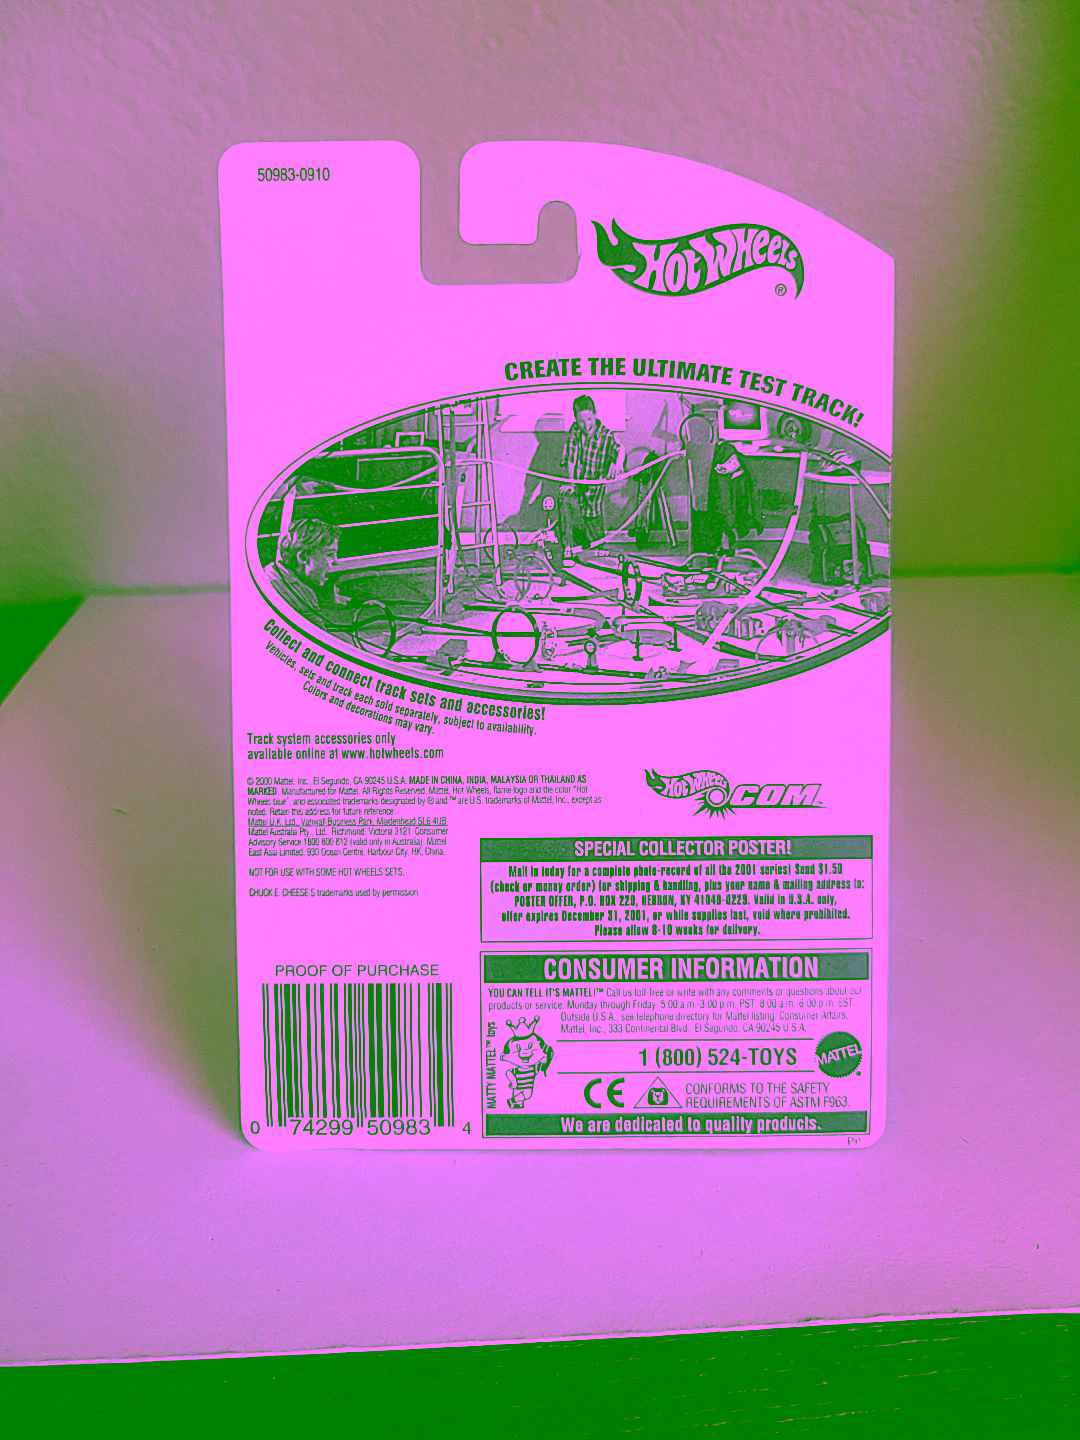 50983-0910
HOT WHEELS ®
CREATE THE ULTIMATE TEST TRACK!
Collect and connect track sets and accessories!
Vehicles, sets and track each sold separately, subject to availability.
Colors and decorations may vary.
Track system accessories only
available online at www.hotwheels.com
© 2000 Mattel, Inc., El Segundo, CA 90245 U.S.A. MADE IN CHINA, INDIA, MALAYSIA OR THAILAND AS
MARKED. Manufactured for Mattel. All Rights Reserved. Mattel, Hot Wheels, flame logo and the color "Hot
Wheels blue", and associated trademarks designated by ® and ™ are U.S. trademarks of Mattel, Inc., except as
noted. Retain this address for future reference:
Mattel U.K. Ltd., Vanwall Business Park, Maidenhead SL6 4UB.
Mattel Australia Pty., Ltd., Richmond, Victoria 3121. Consumer
Advisory Service 1800 800 812 (valid only in Australia). Mattel
East Asia Limited, 930 Ocean Centre, Harbour City, HK, China.
NOT FOR USE WITH SOME HOT WHEELS SETS.
CHUCK E. CHEESE'S trademarks used by permission.
HOT WHEELS .COM
SPECIAL COLLECTOR POSTER!
Mail in today for a complete photo-record of all the 2001 series! Send $1.50
(check or money order) for shipping & handling, plus your name & mailing address to:
POSTER OFFER, P.O. BOX 229, HEBRON, KY 41048-0229. Valid in U.S.A. only,
offer expires December 31, 2001, or while supplies last, void where prohibited.
Please allow 8-10 weeks for delivery.
PROOF OF PURCHASE
0 74299 50983 4
CONSUMER INFORMATION
YOU CAN TELL IT'S MATTEL!™ Call us toll-free or write with any comments or questions about our
products or service. Monday through Friday, 5:00 a.m.-3:00 p.m. PST, 8:00 a.m.-6:00 p.m. EST.
Outside U.S.A., see telephone directory for Mattel listing. Consumer Affairs,
Mattel, Inc., 333 Continental Blvd., El Segundo, CA 90245 U.S.A.
MATTY MATTEL™ toys
1 (800) 524-TOYS
MATTEL ®
CE
CONFORMS TO THE SAFETY
REQUIREMENTS OF ASTM F963.
We are dedicated to quality products.